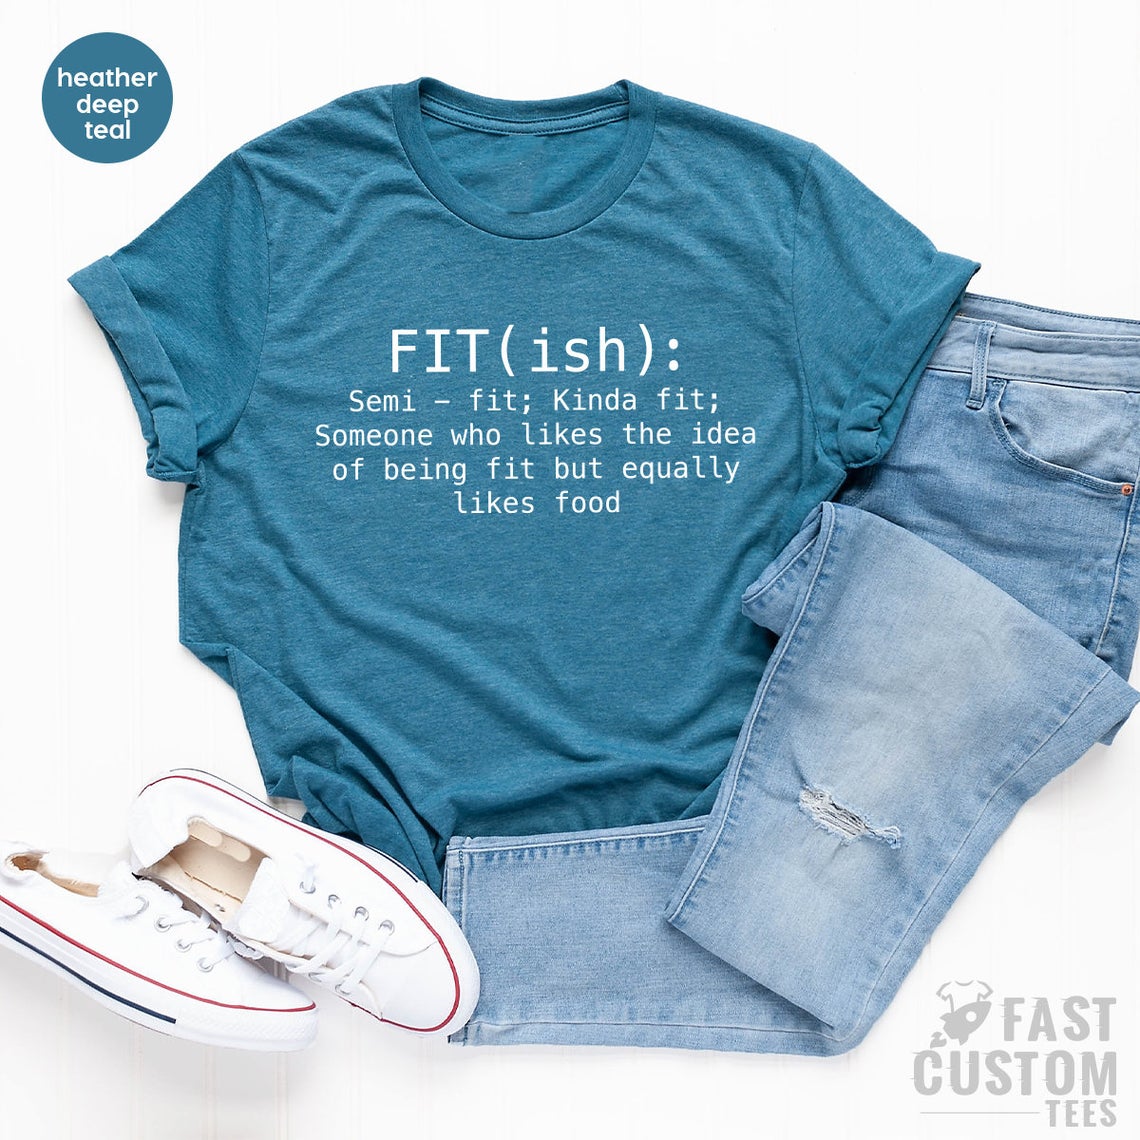 heather
deep
teal
FIT(ish):
Semi – fit; Kinda fit;
Someone who likes the idea
of being fit but equally
likes food
FAST
CUSTOM
TEES